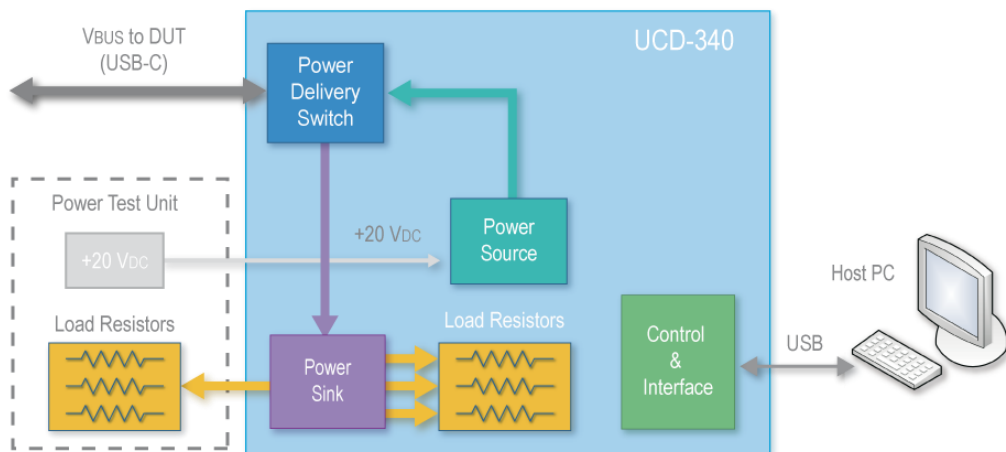 VBUS to DUT
(USB-C)
UCD-340
Power
Delivery
Switch
Power Test Unit
+20 VDC
+20 VDC
Power
Source
Host PC
Load Resistors
Load Resistors
Power
Sink
Control
&
Interface
USB